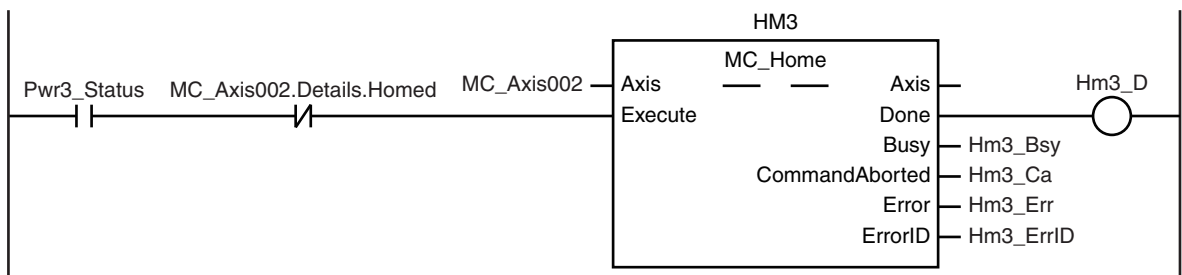 HM3
MC_Home
Pwr3_Status MC_Axis002.Details.Homed MC_Axis002 Axis Axis Hm3_D
Execute Done
Busy Hm3_Bsy
CommandAborted Hm3_Ca
Error Hm3_Err
ErrorID Hm3_ErrID